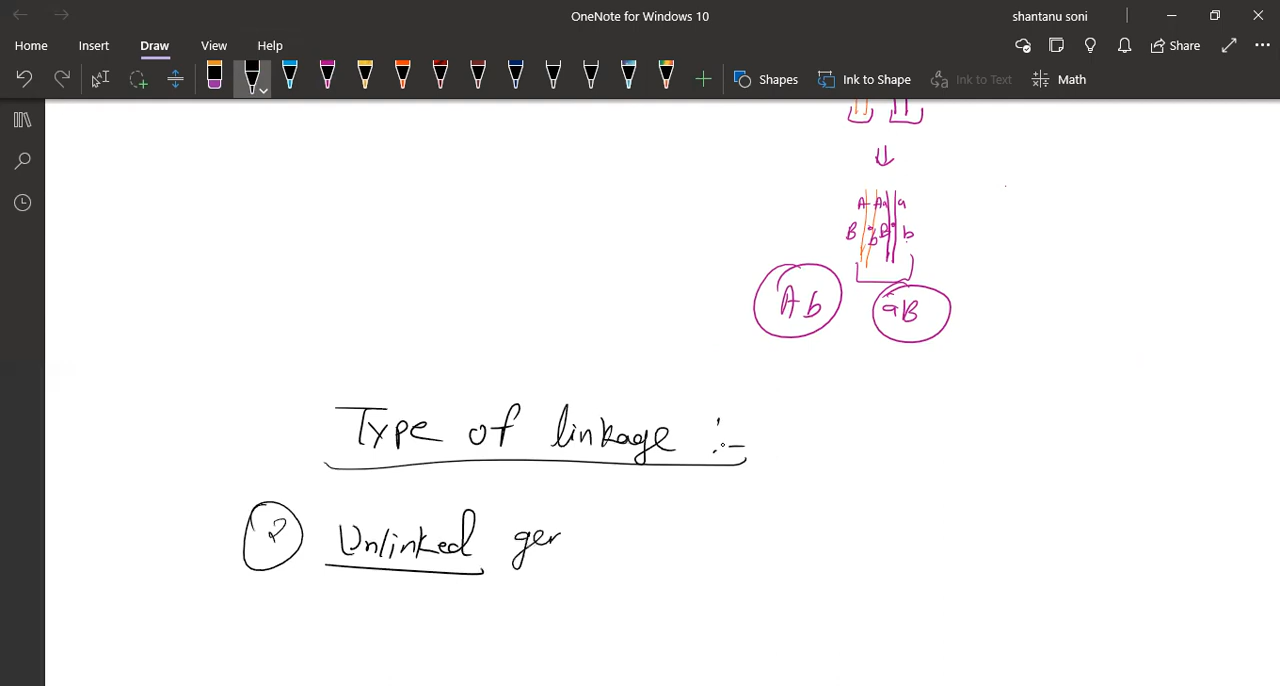 OneNote for Windows 10
shantanu soni
Home Insert Draw View Help
Share
Shapes Ink to Shape Ink to Text Math
A A a a
B b B b
Ab aB
Type of linkage :-
Unlinked ger